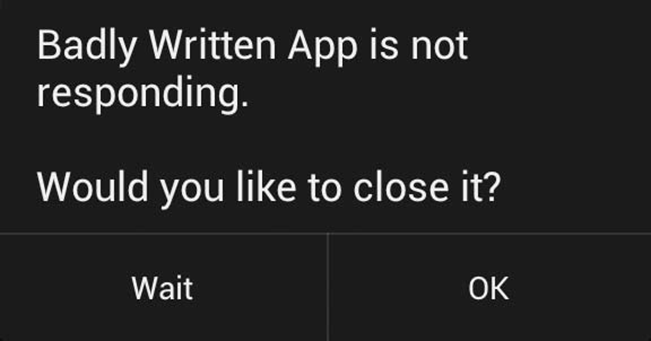 Badly Written App is not
responding.
Would you like to close it?
Wait
OK